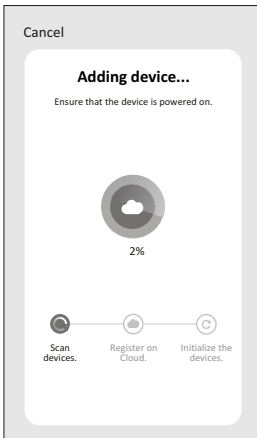 Cancel
Adding device...
Ensure that the device is powered on.
2%
Scan
devices.
Register on
Cloud.
Initialize the
devices.